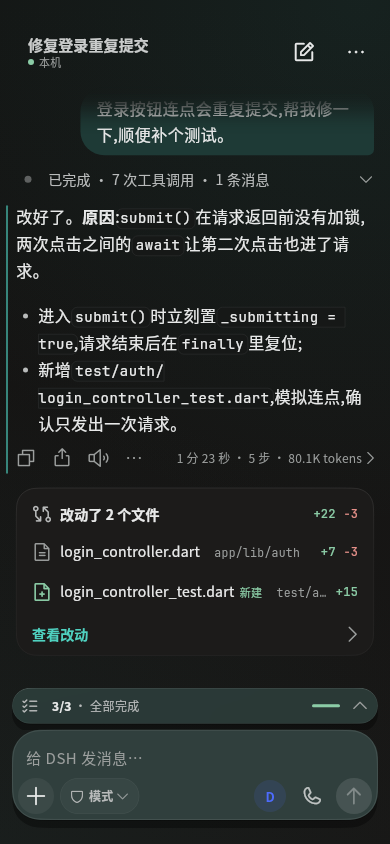 修复登录重复提交
本机
登录按钮连点会重复提交,帮我修一
下,顺便补个测试。
已完成 · 7 次工具调用 · 1 条消息
改好了。原因:submit() 在请求返回前没有加锁,
两次点击之间的 await 让第二次点击也进了请
求。
• 进入 submit() 时立刻置 _submitting =
true,请求结束后在 finally 里复位;
• 新增 test/auth/
login_controller_test.dart,模拟连点,确
认只发出一次请求。
1 分 23 秒 · 5 步 · 80.1K tokens
改动了 2 个文件 +22 -3
login_controller.dart app/lib/auth +7 -3
login_controller_test.dart 新建 test/a… +15
查看改动
3/3 · 全部完成
给 DSH 发消息…
模式 D